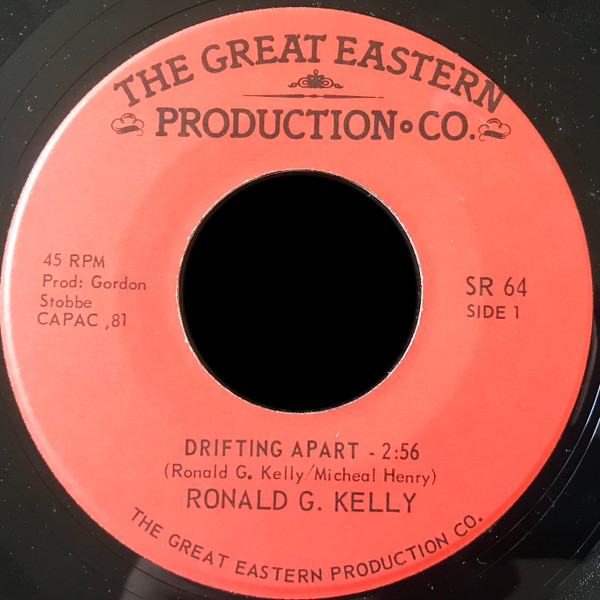 THE GREAT EASTERN
PRODUCTION • CO.
45 RPM
Prod: Gordon
Stobbe
CAPAC ,81
SR 64
SIDE 1
DRIFTING APART - 2:56
(Ronald G. Kelly/Micheal Henry)
RONALD G. KELLY
THE GREAT EASTERN PRODUCTION CO.